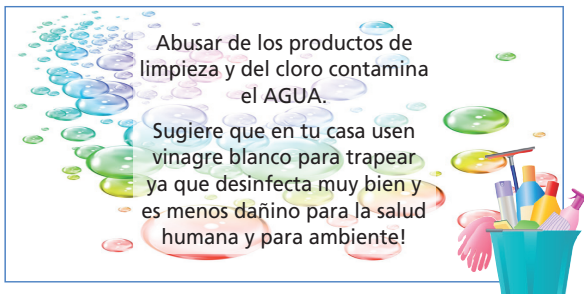 Abusar de los productos de
limpieza y del cloro contamina
el AGUA.
Sugiere que en tu casa usen
vinagre blanco para trapear
ya que desinfecta muy bien y
es menos dañino para la salud
humana y para ambiente!